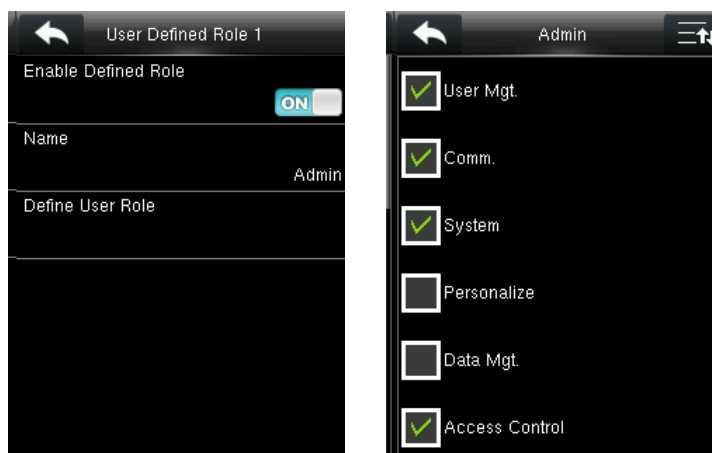 User Defined Role 1
Enable Defined Role
ON
Name
Admin
Define User Role
Admin
User Mgt.
Comm.
System
Personalize
Data Mgt.
Access Control